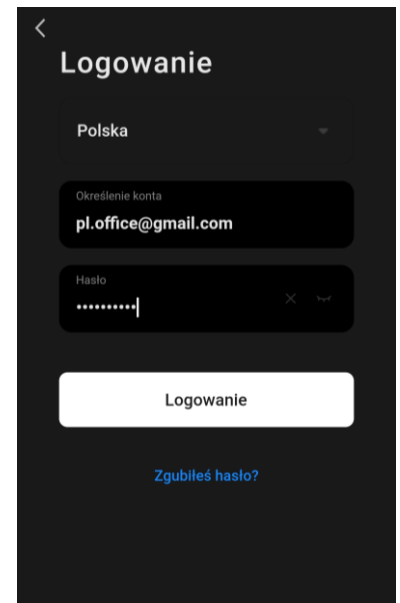 Logowanie
Polska
Określenie konta
pl.office@gmail.com
Hasło
••••••••••
Logowanie
Zgubiłeś hasło?